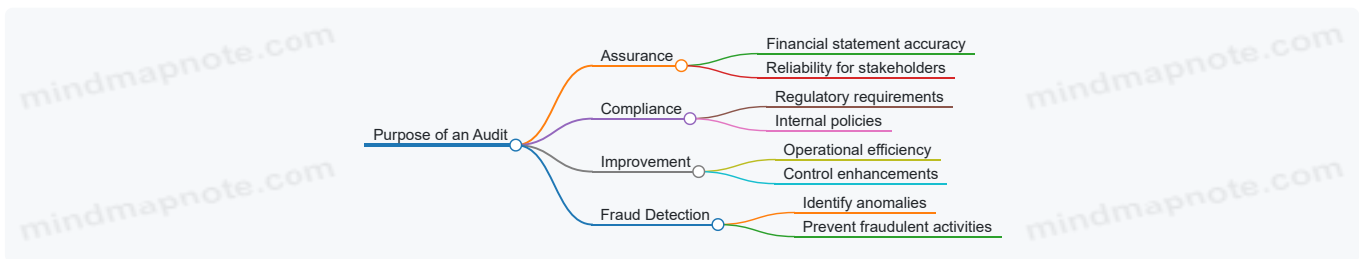 mindmapnote.com
mindmapnote.com
Purpose of an Audit
Assurance
Financial statement accuracy
Reliability for stakeholders
Compliance
Regulatory requirements
Internal policies
Improvement
Operational efficiency
Control enhancements
Fraud Detection
Identify anomalies
Prevent fraudulent activities
mindmapnote.com
mindmapnote.com